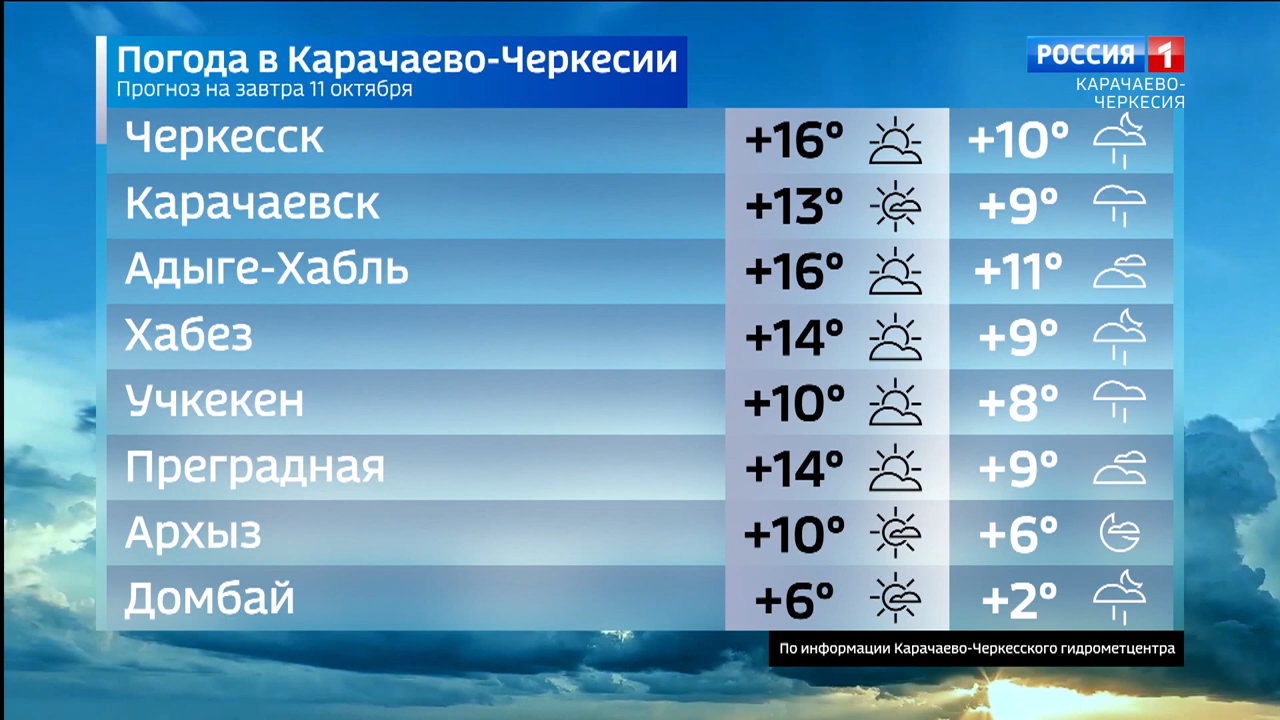 Погода в Карачаево-Черкесии
Прогноз на завтра 11 октября
РОССИЯ 1
КАРАЧАЕВО-
ЧЕРКЕСИЯ
Черкесск +16° +10°
Карачаевск +13° +9°
Адыге-Хабль +16° +11°
Хабез +14° +9°
Учкекен +10° +8°
Преградная +14° +9°
Архыз +10° +6°
Домбай +6° +2°
По информации Карачаево-Черкесского гидрометцентра